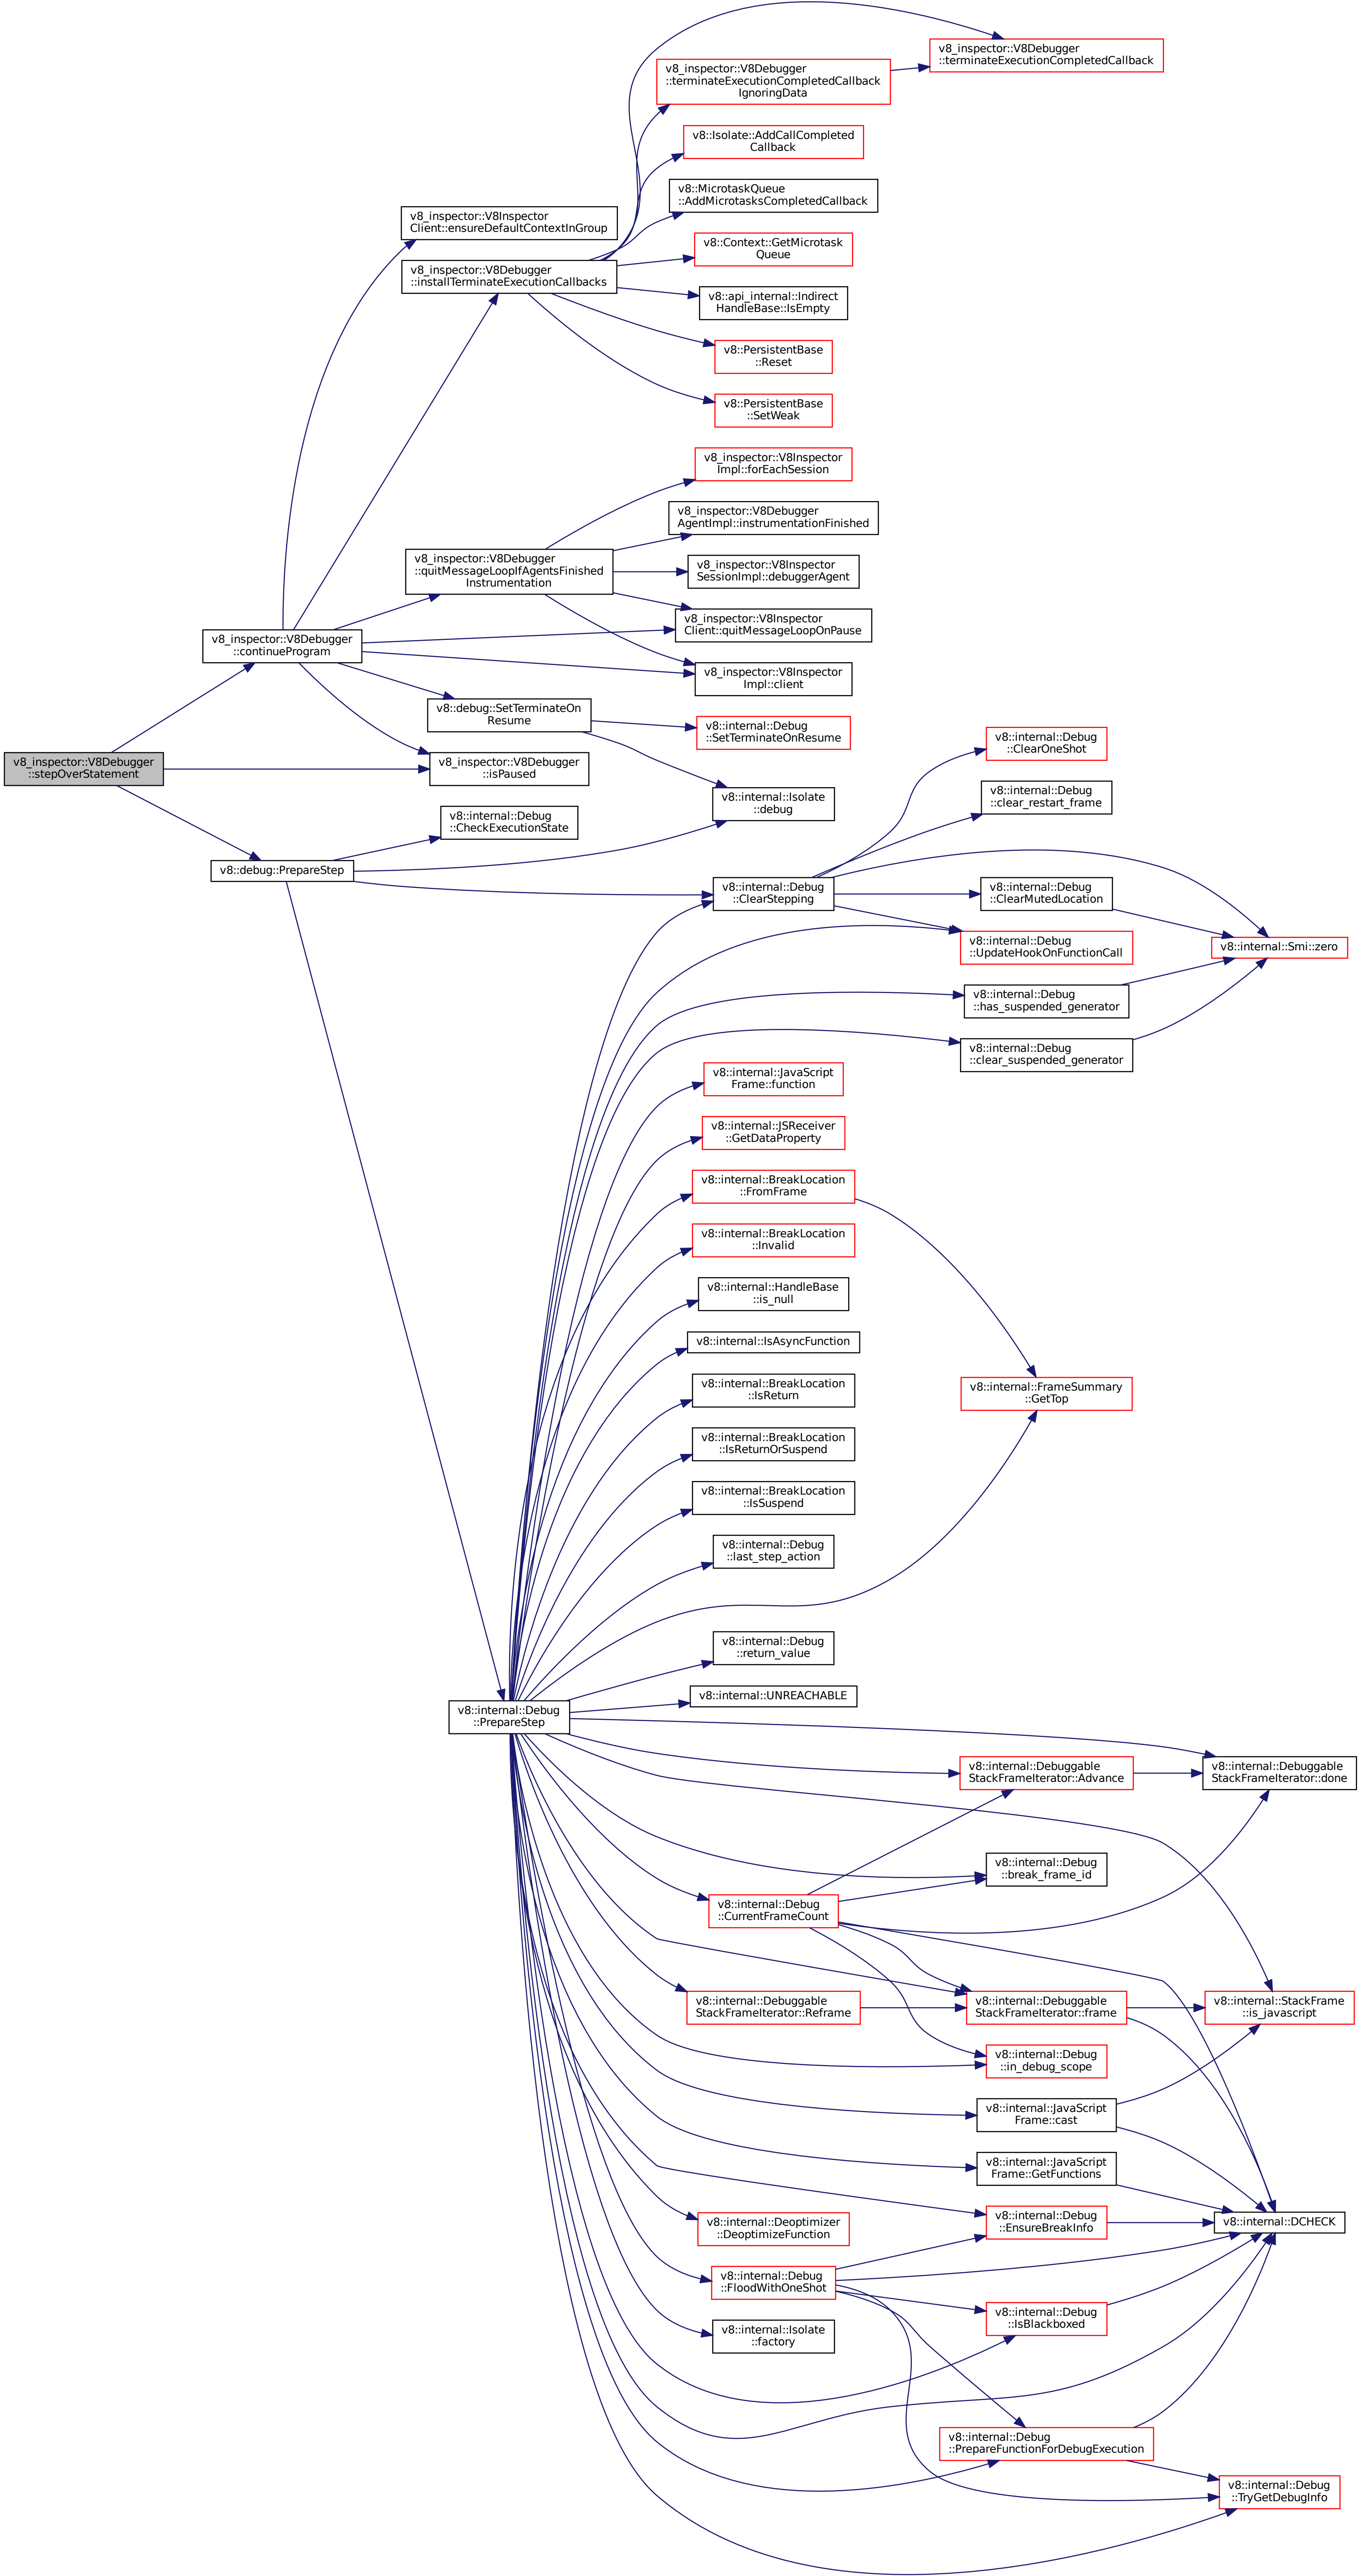 v8_inspector::V8Debugger
::terminateExecutionCompletedCallback
v8_inspector::V8Debugger
::terminateExecutionCompletedCallback
IgnoringData
v8::Isolate::AddCallCompleted
Callback
v8::MicrotaskQueue
::AddMicrotasksCompletedCallback
v8_inspector::V8Inspector
Client::ensureDefaultContextInGroup
v8::Context::GetMicrotask
Queue
v8_inspector::V8Debugger
::installTerminateExecutionCallbacks
v8::api_internal::Indirect
HandleBase::IsEmpty
v8::PersistentBase
::Reset
v8::PersistentBase
::SetWeak
v8_inspector::V8Inspector
Impl::forEachSession
v8_inspector::V8Debugger
AgentImpl::instrumentationFinished
v8_inspector::V8Debugger
::quitMessageLoopIfAgentsFinished
Instrumentation
v8_inspector::V8Inspector
SessionImpl::debuggerAgent
v8_inspector::V8Inspector
Client::quitMessageLoopOnPause
v8_inspector::V8Debugger
::continueProgram
v8_inspector::V8Inspector
Impl::client
v8::debug::SetTerminateOn
Resume
v8::internal::Debug
::SetTerminateOnResume
v8::internal::Debug
::ClearOneShot
v8_inspector::V8Debugger
::stepOverStatement
v8_inspector::V8Debugger
::isPaused
v8::internal::Isolate
::debug
v8::internal::Debug
::clear_restart_frame
v8::internal::Debug
::CheckExecutionState
v8::debug::PrepareStep
v8::internal::Debug
::ClearStepping
v8::internal::Debug
::ClearMutedLocation
v8::internal::Debug
::UpdateHookOnFunctionCall
v8::internal::Smi::zero
v8::internal::Debug
::has_suspended_generator
v8::internal::Debug
::clear_suspended_generator
v8::internal::JavaScript
Frame::function
v8::internal::JSReceiver
::GetDataProperty
v8::internal::BreakLocation
::FromFrame
v8::internal::BreakLocation
::Invalid
v8::internal::HandleBase
::is_null
v8::internal::IsAsyncFunction
v8::internal::BreakLocation
::IsReturn
v8::internal::FrameSummary
::GetTop
v8::internal::BreakLocation
::IsReturnOrSuspend
v8::internal::BreakLocation
::IsSuspend
v8::internal::Debug
::last_step_action
v8::internal::Debug
::return_value
v8::internal::UNREACHABLE
v8::internal::Debug
::PrepareStep
v8::internal::Debuggable
StackFrameIterator::Advance
v8::internal::Debuggable
StackFrameIterator::done
v8::internal::Debug
::break_frame_id
v8::internal::Debug
::CurrentFrameCount
v8::internal::Debuggable
StackFrameIterator::Reframe
v8::internal::Debuggable
StackFrameIterator::frame
v8::internal::StackFrame
::is_javascript
v8::internal::Debug
::in_debug_scope
v8::internal::JavaScript
Frame::cast
v8::internal::JavaScript
Frame::GetFunctions
v8::internal::Deoptimizer
::DeoptimizeFunction
v8::internal::Debug
::EnsureBreakInfo
v8::internal::DCHECK
v8::internal::Debug
::FloodWithOneShot
v8::internal::Debug
::IsBlackboxed
v8::internal::Isolate
::factory
v8::internal::Debug
::PrepareFunctionForDebugExecution
v8::internal::Debug
::TryGetDebugInfo